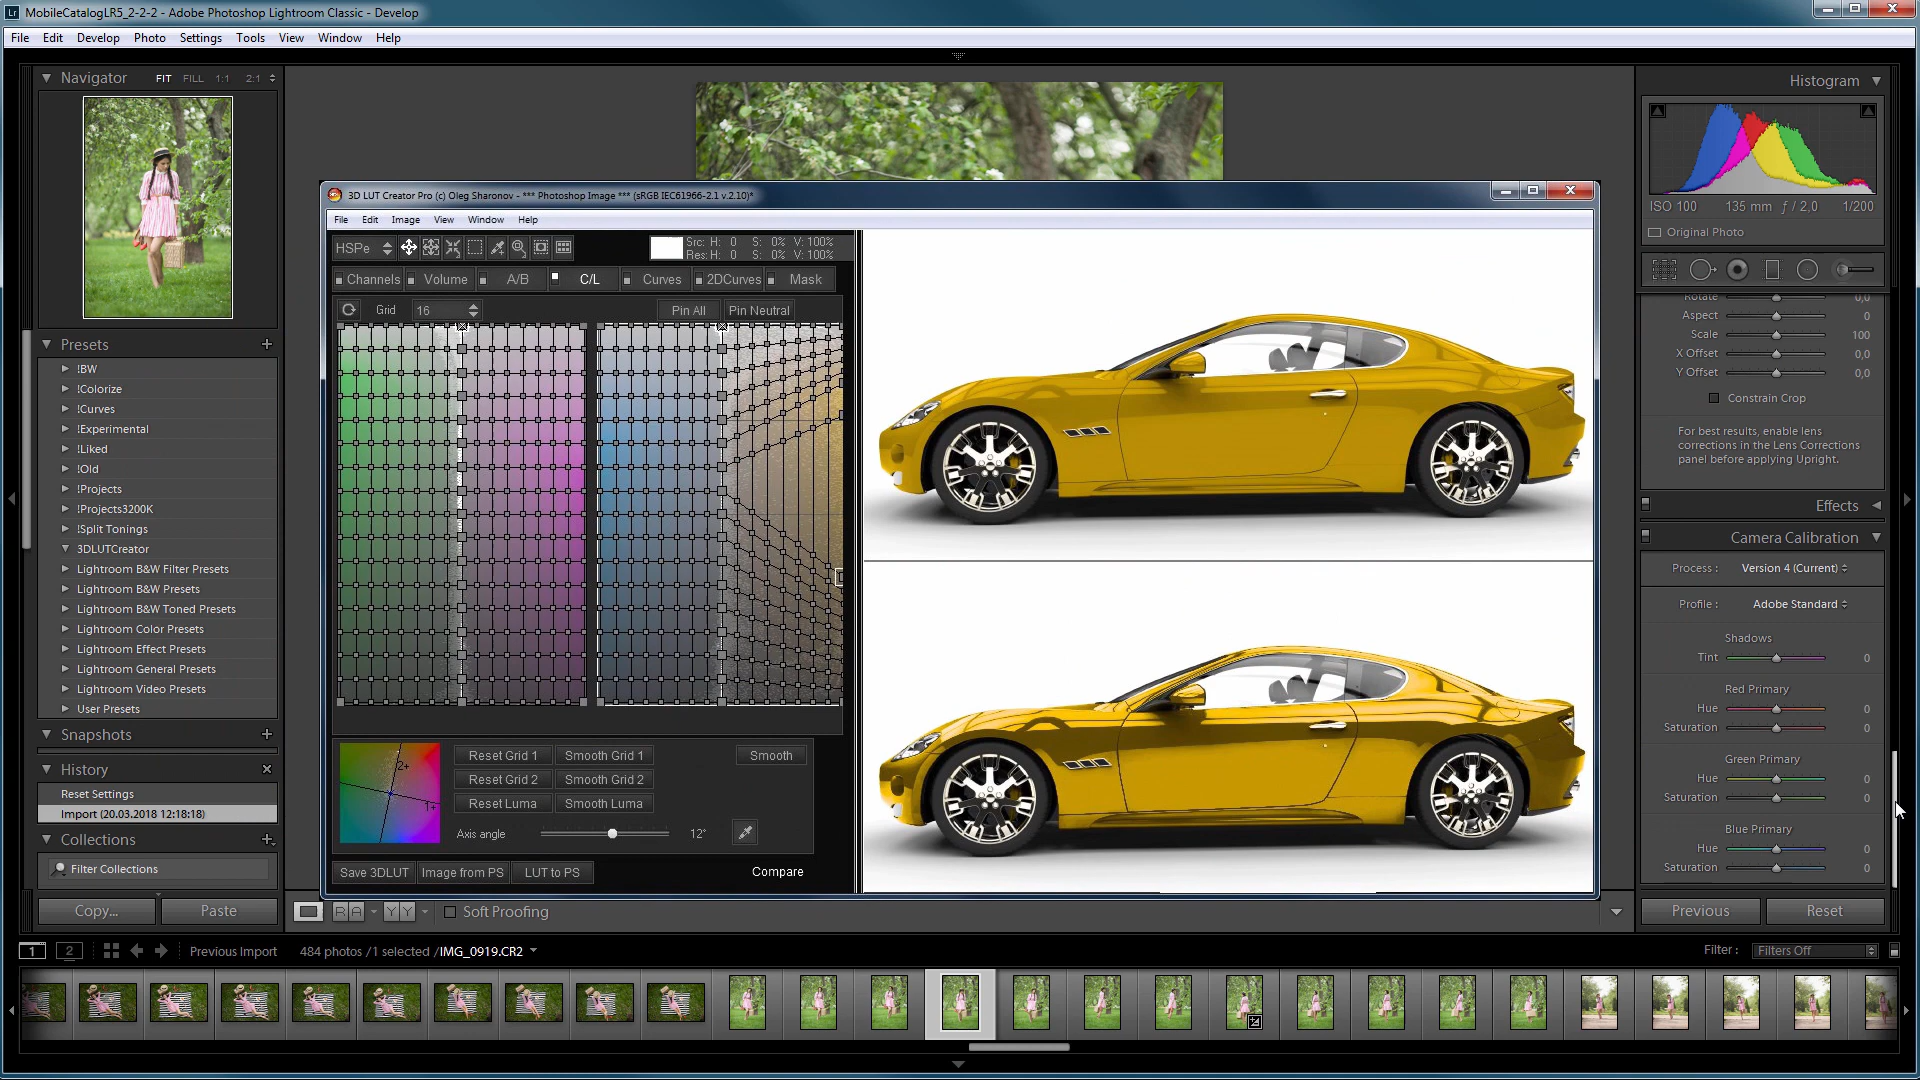 MobileCatalogLR5_2-2-2 - Adobe Photoshop Lightroom Classic - Develop
File Edit Develop Photo Settings Tools View Window Help
Navigator FIT FILL 1:1 2:1
Presets
!BW
!Colorize
!Curves
!Experimental
!Liked
!Old
!Projects
!Projects3200K
!Split Tonings
3DLUTCreator
Lightroom B&W Filter Presets
Lightroom B&W Presets
Lightroom B&W Toned Presets
Lightroom Color Presets
Lightroom Effect Presets
Lightroom General Presets
Lightroom Video Presets
User Presets
Snapshots
History
Reset Settings
Import (20.03.2018 12:18:18)
Collections
Filter Collections
Copy... Paste
3D LUT Creator Pro (c) Oleg Sharonov - *** Photoshop Image *** (sRGB IEC61966-2.1 v.2.10)*
File Edit Image View Window Help
HSPe
Src: H: 0 S: 0% V: 100%
Res: H: 0 S: 0% V: 100%
Channels Volume A/B C/L Curves 2DCurves Mask
Grid 16 Pin All Pin Neutral
2+
1+
Reset Grid 1 Smooth Grid 1 Smooth
Reset Grid 2 Smooth Grid 2
Reset Luma Smooth Luma
Axis angle 12°
Save 3DLUT Image from PS LUT to PS Compare
R A Y Y Soft Proofing
Histogram
ISO 100 135 mm ƒ / 2,0 1/200
Original Photo
Rotate 0,0
Aspect 0
Scale 100
X Offset 0,0
Y Offset 0,0
Constrain Crop
For best results, enable lens
corrections in the Lens Corrections
panel before applying Upright.
Effects
Camera Calibration
Process : Version 4 (Current)
Profile : Adobe Standard
Shadows
Tint 0
Red Primary
Hue 0
Saturation 0
Green Primary
Hue 0
Saturation 0
Blue Primary
Hue 0
Saturation 0
Previous Reset
1 2 Previous Import 484 photos /1 selected /IMG_0919.CR2 Filter : Filters Off